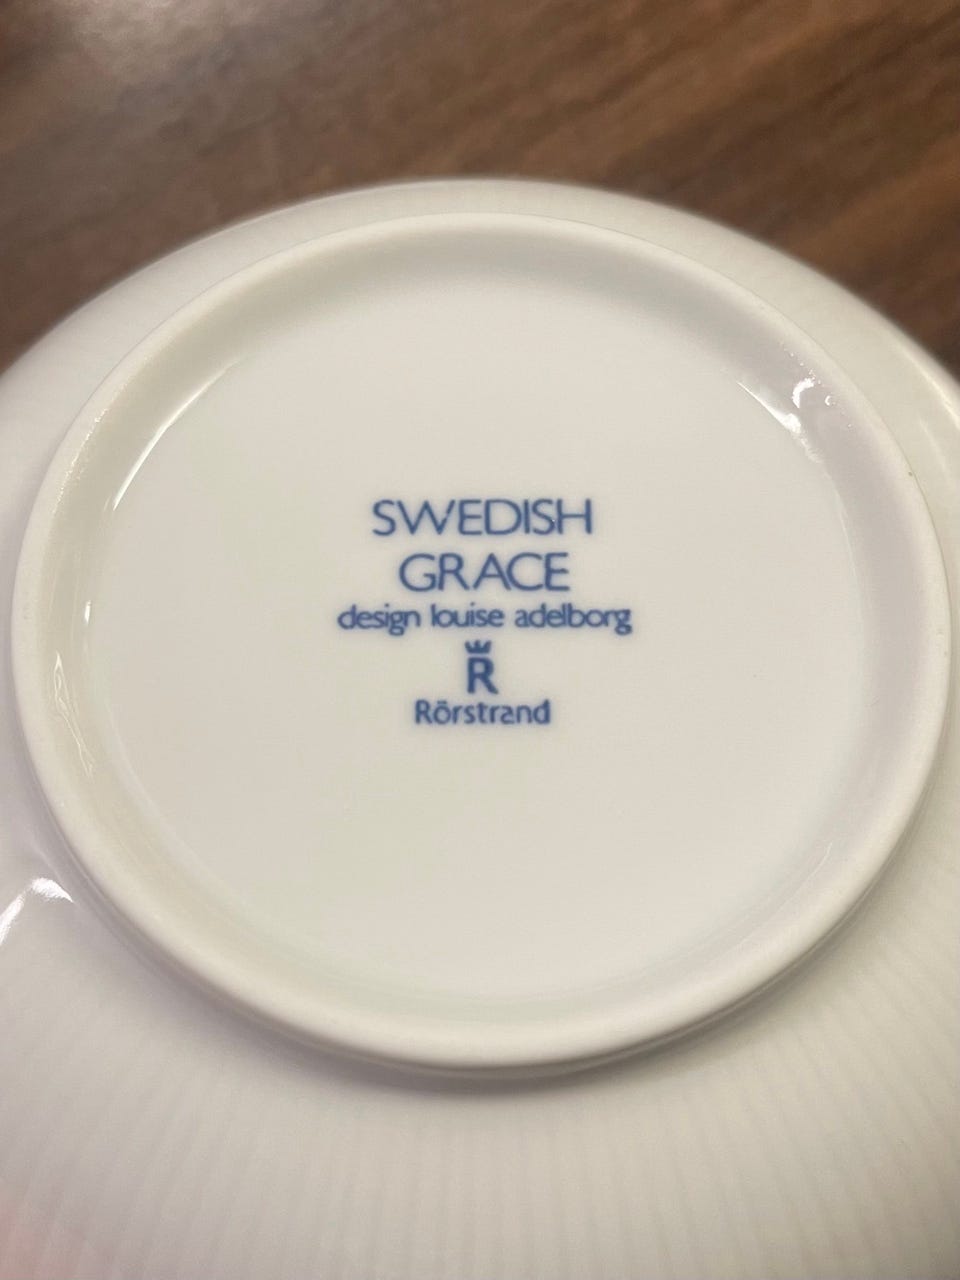 SWEDISH
GRACE
design louise adelborg
R
Rörstrand